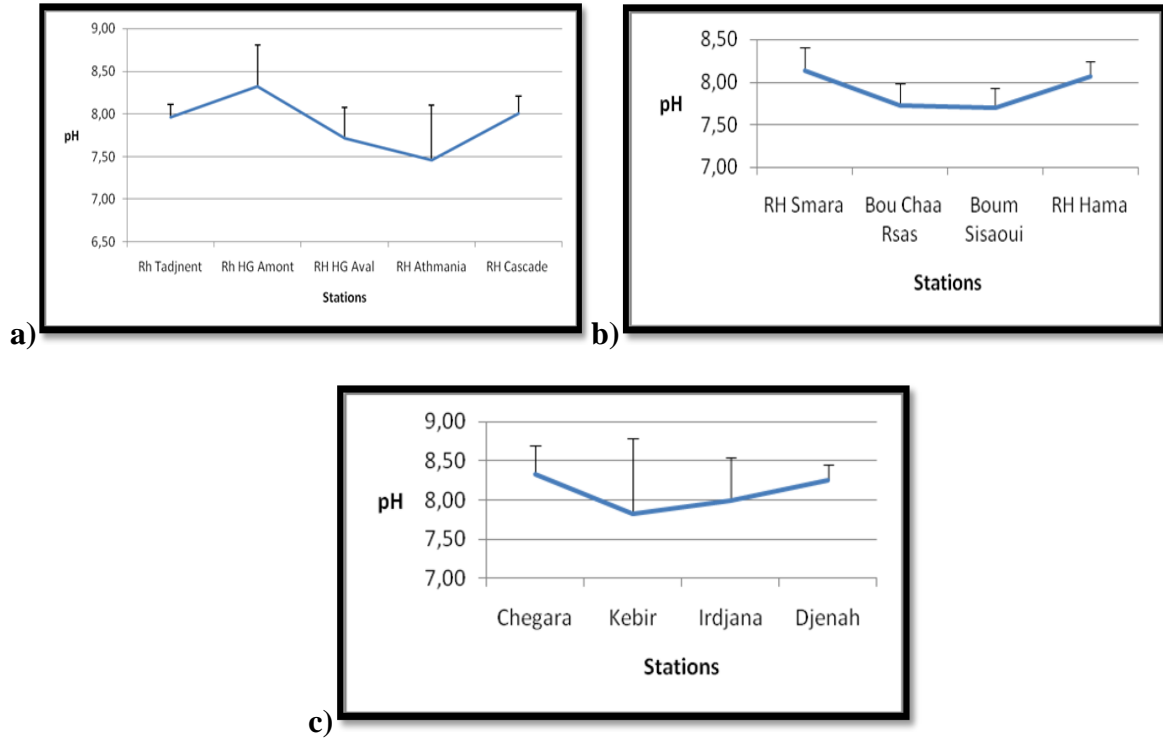 9,00
8,50
8,00
7,50
7,00
6,50
pH
Rh Tadjnent Rh HG Amont RH HG Aval RH Athmania RH Cascade
Stations
a)
8,50
8,00
7,50
7,00
pH
RH Smara Bou Chaa Boum RH Hama
Rsas Sisaoui
Stations
b)
9,00
8,50
8,00
7,50
7,00
pH
Chegara Kebir Irdjana Djenah
Stations
c)